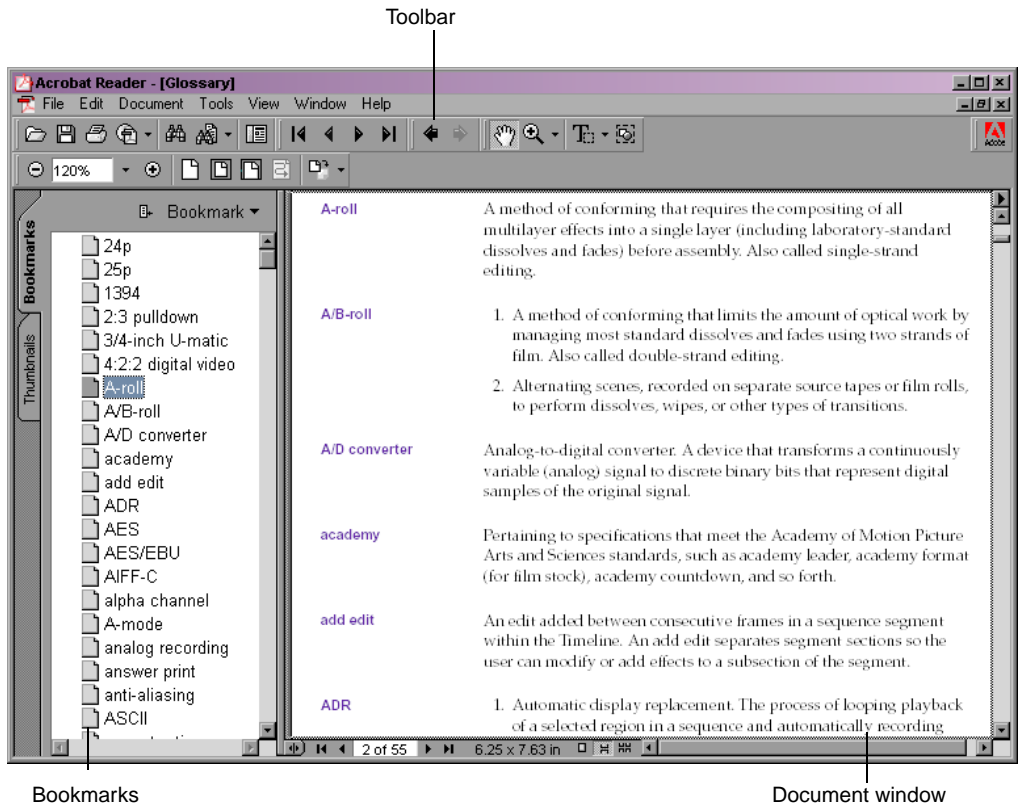 Toolbar
Acrobat Reader - [Glossary]
File Edit Document Tools View Window Help
Adobe
120%
Bookmarks
Thumbnails
Bookmark
24p
25p
1394
2:3 pulldown
3/4-inch U-matic
4:2:2 digital video
A-roll
A/B-roll
A/D converter
academy
add edit
ADR
AES
AES/EBU
AIFF-C
alpha channel
A-mode
analog recording
answer print
anti-aliasing
ASCII
A-roll A method of conforming that requires the compositing of all
multilayer effects into a single layer (including laboratory-standard
dissolves and fades) before assembly. Also called single-strand
editing.
A/B-roll 1. A method of conforming that limits the amount of optical work by
managing most standard dissolves and fades using two strands of
film. Also called double-strand editing.
2. Alternating scenes, recorded on separate source tapes or film rolls,
to perform dissolves, wipes, or other types of transitions.
A/D converter Analog-to-digital converter. A device that transforms a continuously
variable (analog) signal to discrete binary bits that represent digital
samples of the original signal.
academy Pertaining to specifications that meet the Academy of Motion Picture
Arts and Sciences standards, such as academy leader, academy format
(for film stock), academy countdown, and so forth.
add edit An edit added between consecutive frames in a sequence segment
within the Timeline. An add edit separates segment sections so the
user can modify or add effects to a subsection of the segment.
ADR 1. Automatic display replacement. The process of looping playback
of a selected region in a sequence and automatically recording
2 of 55 6.25 x 7.63 in
Bookmarks
Document window